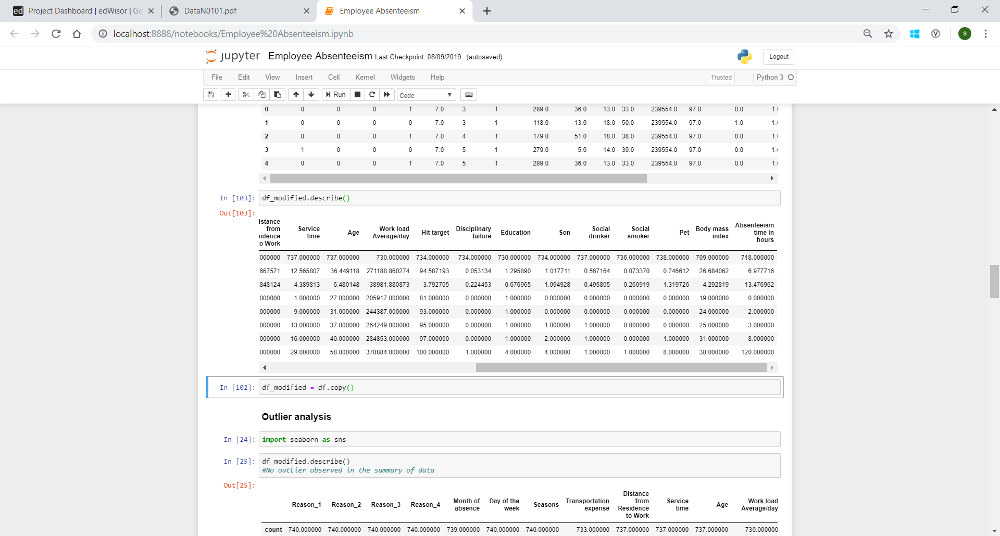 ed Project Dashboard | edWisor | Ge
DataN0101.pdf
Employee Absenteeism
localhost:8888/notebooks/Employee%20Absenteeism.ipynb
S
jupyter Employee Absenteeism Last Checkpoint: 08/09/2019 (autosaved)
Logout
File Edit View Insert Cell Kernel Widgets Help
Trusted
Python 3
Run
Code
0 0 0 0 1 7.0 3 1 289.0 36.0 13.0 33.0 239554.0 97.0 0.0 1.
1 0 0 0 0 7.0 3 1 118.0 13.0 18.0 50.0 239554.0 97.0 1.0 1.
2 0 0 0 1 7.0 4 1 179.0 51.0 18.0 38.0 239554.0 97.0 0.0 1.
3 1 0 0 0 7.0 5 1 279.0 5.0 14.0 39.0 239554.0 97.0 0.0 1.
4 0 0 0 1 7.0 5 1 289.0 36.0 13.0 33.0 239554.0 97.0 0.0 1.
In [103]: df_modified.describe()
Out[103]:
istance from sidence o Work Service time Age Work load Average/day Hit target Disciplinary failure Education Son Social drinker Social smoker Pet Body mass index Absenteeism time in hours
000000 737.000000 737.000000 730.000000 734.000000 734.000000 730.000000 734.000000 737.000000 736.000000 738.000000 709.000000 718.000000
667571 12.565807 36.449118 271188.860274 94.587193 0.053134 1.295890 1.017711 0.567164 0.073370 0.746612 26.684062 6.977716
848124 4.389813 6.480148 38981.880873 3.792705 0.224453 0.676965 1.094928 0.495805 0.260919 1.319726 4.292819 13.476962
000000 1.000000 27.000000 205917.000000 81.000000 0.000000 1.000000 0.000000 0.000000 0.000000 0.000000 19.000000 0.000000
000000 9.000000 31.000000 244387.000000 93.000000 0.000000 1.000000 0.000000 0.000000 0.000000 0.000000 24.000000 2.000000
000000 13.000000 37.000000 264249.000000 95.000000 0.000000 1.000000 1.000000 1.000000 0.000000 0.000000 25.000000 3.000000
000000 16.000000 40.000000 284853.000000 97.000000 0.000000 1.000000 2.000000 1.000000 0.000000 1.000000 31.000000 8.000000
000000 29.000000 58.000000 378884.000000 100.000000 1.000000 4.000000 4.000000 1.000000 1.000000 8.000000 38.000000 120.000000
In [102]: df_modified = df.copy()
Outlier analysis
In [24]: import seaborn as sns
In [25]: df_modified.describe()
#No outlier observed in the summary of data
Out[25]:
Reason_1 Reason_2 Reason_3 Reason_4 Month of absence Day of the week Seasons Transportation expense Distance from Residence to Work Service time Age Work load Average/day
count 740.000000 740.000000 740.000000 740.000000 739.000000 740.000000 740.000000 733.000000 737.000000 737.000000 737.000000 730.000000